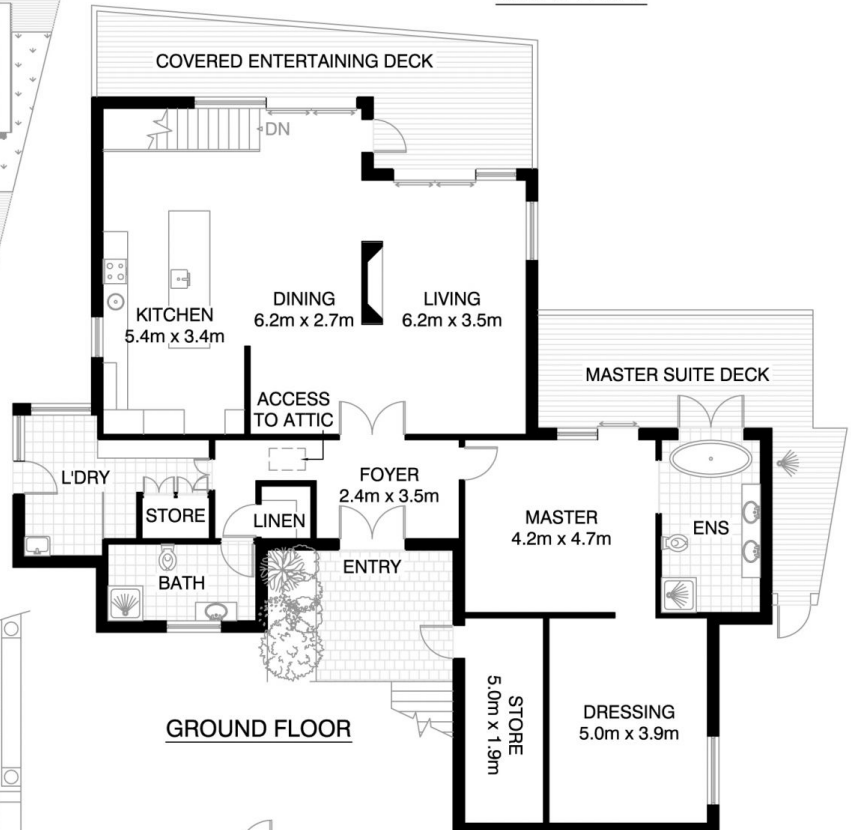 COVERED ENTERTAINING DECK
DN
KITCHEN
5.4m x 3.4m
DINING
6.2m x 2.7m
LIVING
6.2m x 3.5m
MASTER SUITE DECK
ACCESS
TO ATTIC
L'DRY
STORE
LINEN
FOYER
2.4m x 3.5m
MASTER
4.2m x 4.7m
ENS
BATH
ENTRY
STORE
5.0m x 1.9m
DRESSING
5.0m x 3.9m
GROUND FLOOR